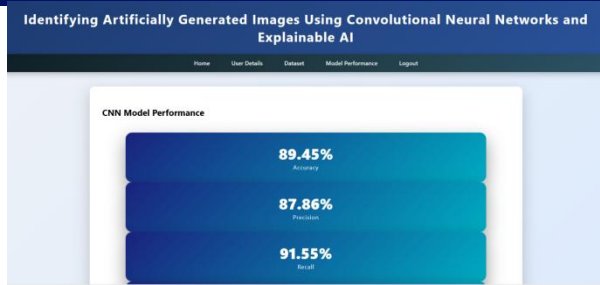 Identifying Artificially Generated Images Using Convolutional Neural Networks and
Explainable AI
Home User Details Dataset Model Performance Logout
CNN Model Performance
89.45%
Accuracy
87.86%
Precision
91.55%
Recall